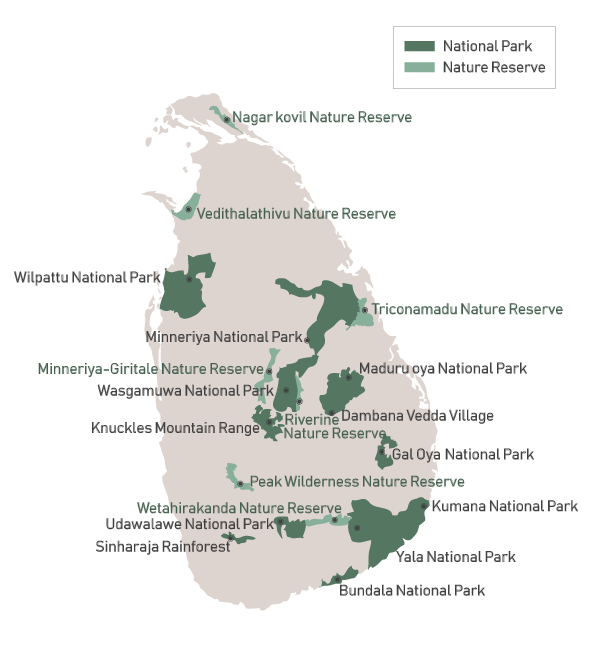 National Park
Nature Reserve
Nagar kovil Nature Reserve
Vedithalathivu Nature Reserve
Wilpattu National Park
Triconamadu Nature Reserve
Minneriya National Park
Minneriya-Giritale Nature Reserve
Maduru oya National Park
Wasgamuwa National Park
Dambana Vedda Village
Riverine
Nature Reserve
Knuckles Mountain Range
Gal Oya National Park
Peak Wilderness Nature Reserve
Wetahirakanda Nature Reserve
Kumana National Park
Udawalawe National Park
Sinharaja Rainforest
Yala National Park
Bundala National Park